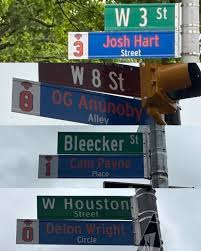 W 3 ST
3 Josh Hart
Street
W 8 St
8 OG Anunoby
Alley
Bleecker St
1 Cam Payne
Place
W Houston
Street
0 Delon Wright
Circle